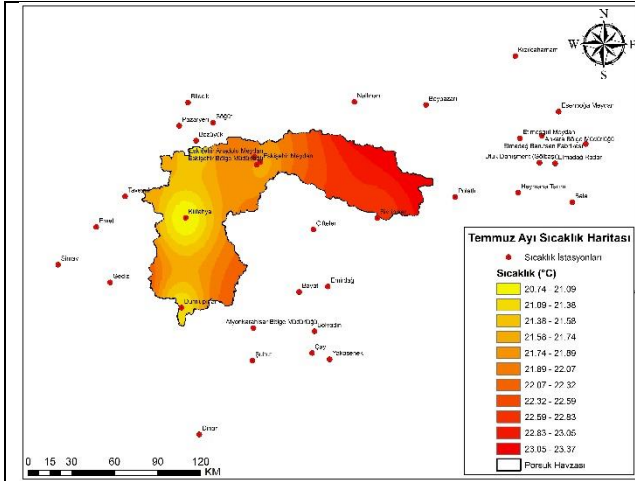 N
W E
S
Kızılcahamam
Bilecik
Nallıhan
Beypazarı
Esenboğa Meydan
Pazaryeri
Söğüt
Bozüyük
Etimesgut Meydan
Ankara Bölge Müdürlüğü
Elmadağ Radar
Eskişehir Anadolu Meydan
Eskişehir Meydan
Eskişehir Bölge Müdürlüğü
Tavşanlı
Polatlı
Haymana Tarım
Bala
Kütahya
Sivrihisar
Emet
Çifteler
Simav
Gediz
Emirdağ
Bayat
Dumlupınar
Afyonkarahisar Bölge Müdürlüğü
Bolvadin
Çay
Şuhut
Dinar
Temmuz Ayı Sıcaklık Haritası
Sıcaklık İstasyonları
Sıcaklık (°C)
20.74 - 21.09
21.09 - 21.38
21.38 - 21.58
21.58 - 21.74
21.74 - 21.89
21.89 - 22.07
22.07 - 22.32
22.32 - 22.59
22.59 - 22.83
22.83 - 23.05
23.05 - 23.37
Porsuk Havzası
0 15 30 60 90 120
KM